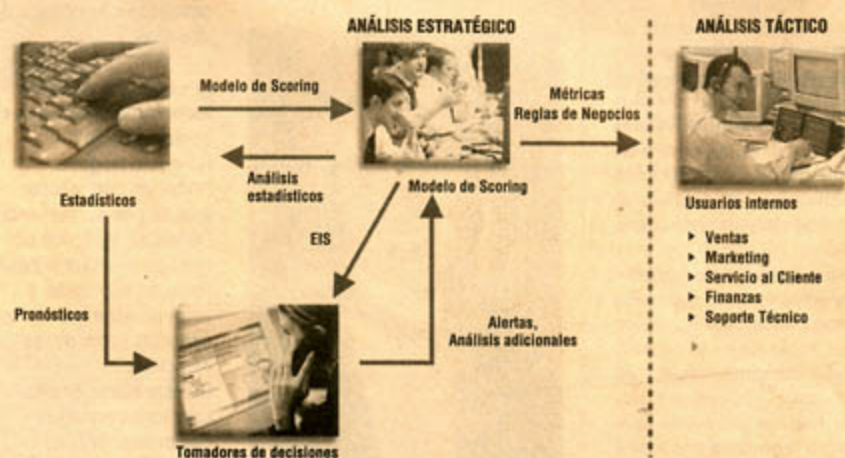 ANÁLISIS ESTRATÉGICO
ANÁLISIS TÁCTICO
Modelo de Scoring
Métricas
Reglas de Negocios
Análisis
estadísticos
Modelo de Scoring
Estadísticos
Usuarios internos
EIS
Ventas
Marketing
Servicio al Cliente
Finanzas
Soporte Técnico
Pronósticos
Alertas,
Análisis adicionales
Tomadores de decisiones